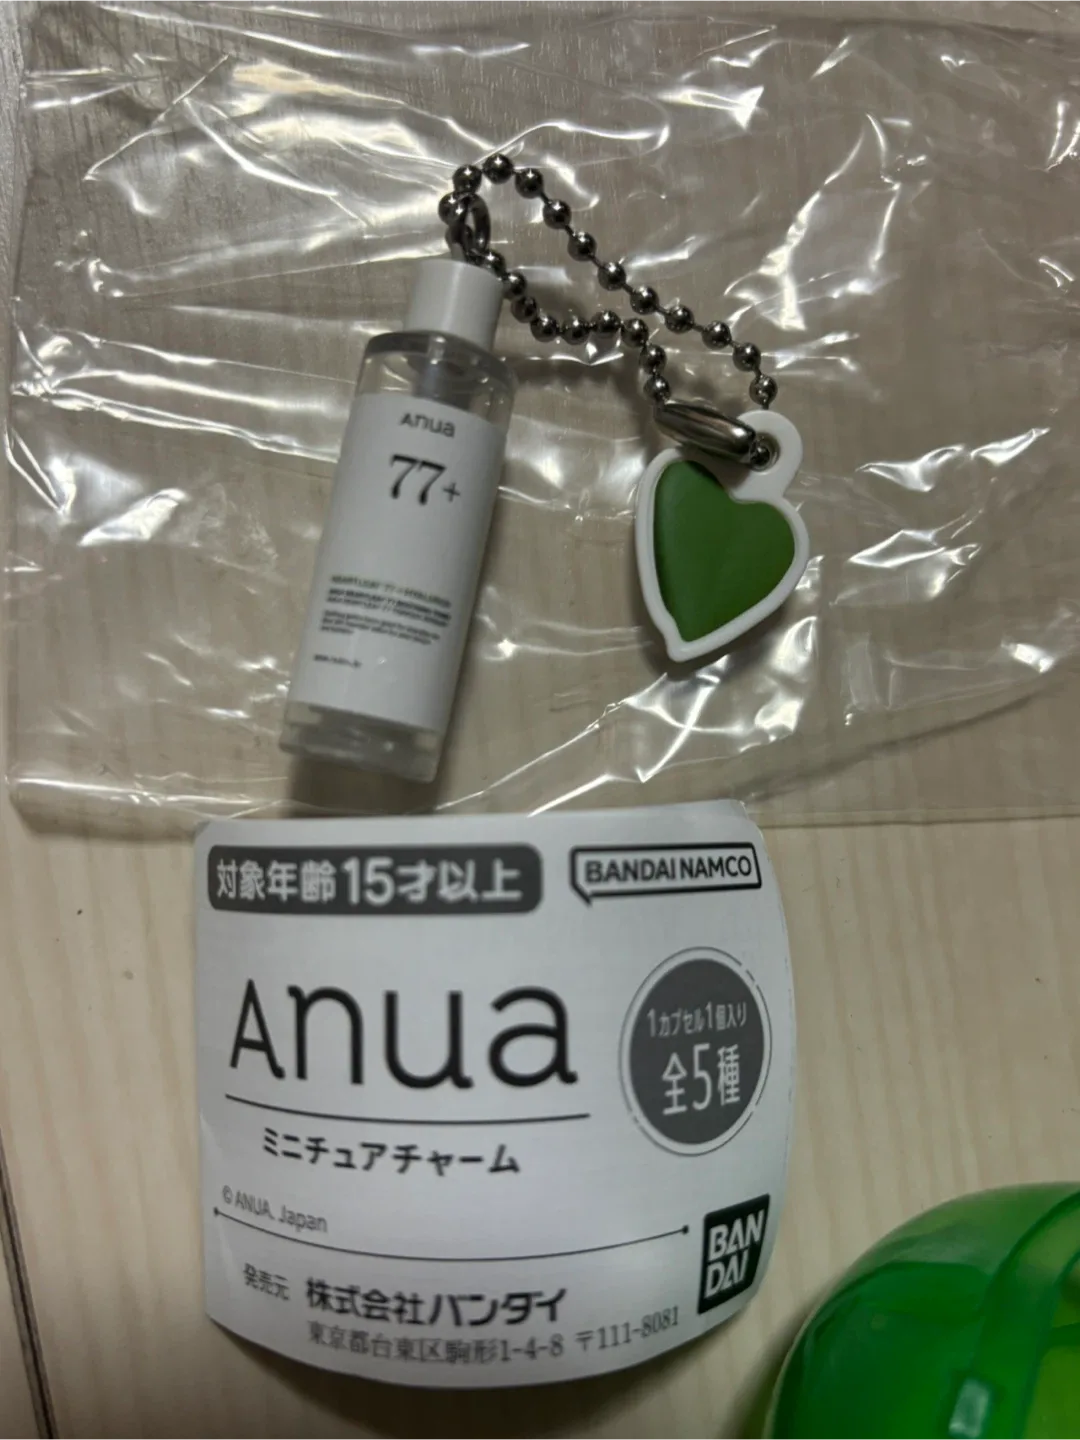 Anua
77+
対象年齢15才以上
BANDAI NAMCO
Anua
1カプセル1個入り
全5種
ミニチュアチャーム
© ANUA, Japan
BAN
DAI
発売元 株式会社バンダイ
東京都台東区駒形1-4-8 〒111-8081